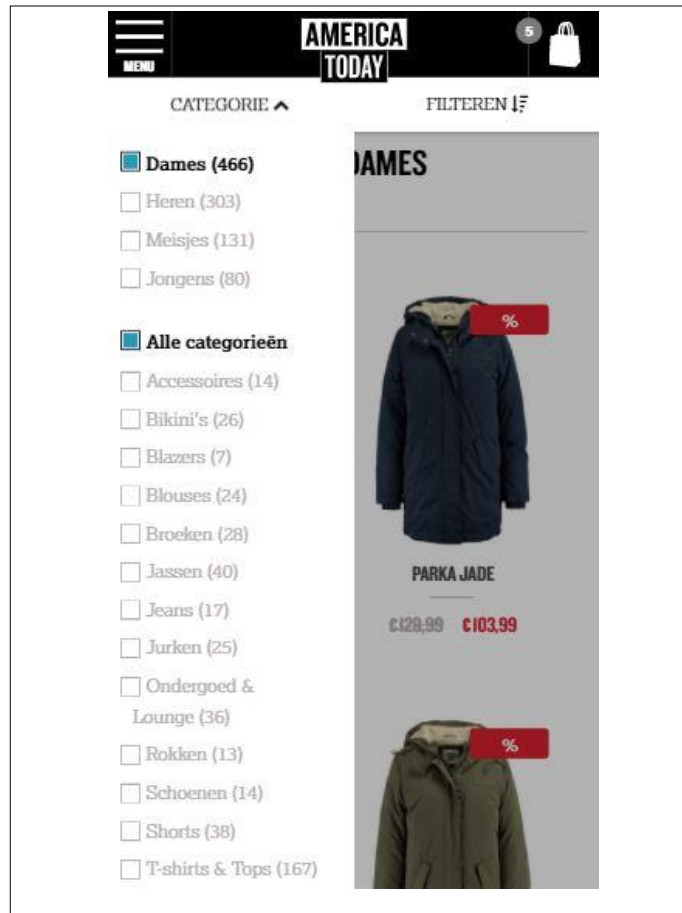 MENU
AMERICA
TODAY
5
CATEGORIE
FILTEREN
Dames (466)
Heren (303)
Meisjes (131)
Jongens (80)
Alle categorieën
Accessoires (14)
Bikini's (26)
Blazers (7)
Blouses (24)
Broeken (28)
Jassen (40)
Jeans (17)
Jurken (25)
Ondergoed &
Lounge (36)
Rokken (13)
Schoenen (14)
Shorts (38)
T-shirts & Tops (167)
DAMES
%
PARKA JADE
€129,99 €103,99
%